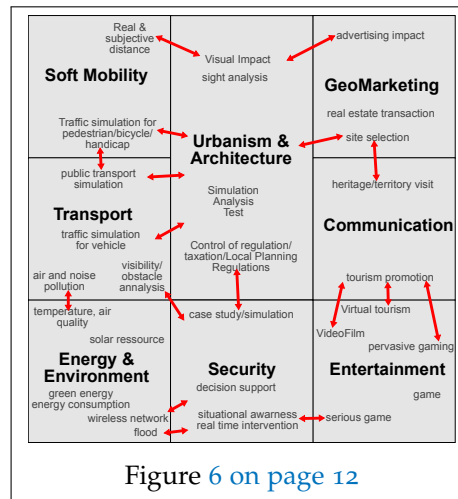 Real &
subjective
distance
Soft Mobility
Traffic simulation for
pedestrian/bicycle/
handicap
Visual Impact
sight analysis
Urbanism &
Architecture
Simulation
Analysis
Test
Control of regulation/
taxation/Local Planning
Regulations
case study/simulation
advertising impact
GeoMarketing
real estate transaction
site selection
public transport
simulation
Transport
traffic simulation
for vehicle
visibility/
obstacle
annalysis
air and noise
pollution
heritage/territory visit
Communication
tourism promotion
temperature, air
quality
solar ressource
Energy &
Environment
green energy
energy consumption
wireless network
flood
Security
decision support
situational awarness
real time intervention
Virtual tourism
VideoFilm
pervasive gaming
Entertainment
game
serious game
Figure 6 on page 12